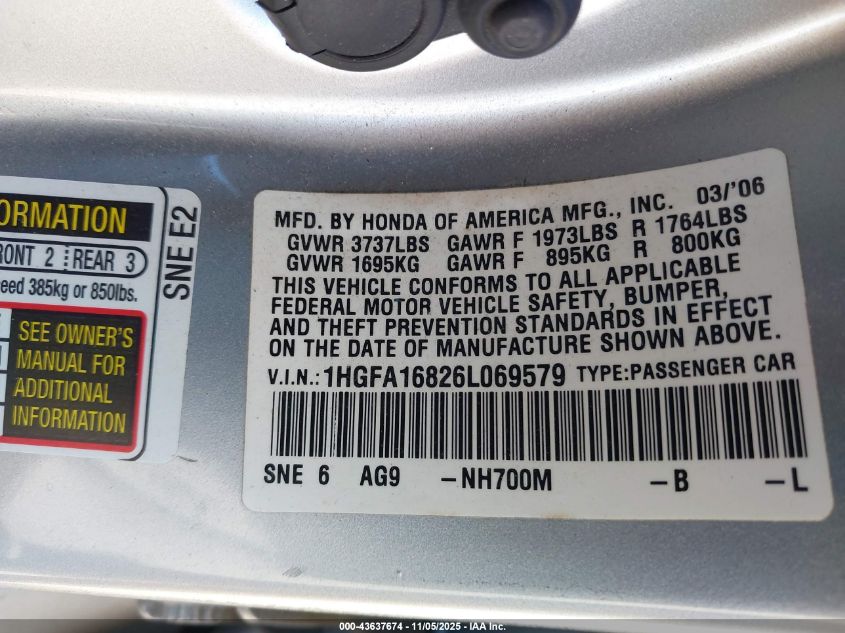 ORMATION
FRONT 2 REAR 3
eed 385kg or 850lbs.
SEE OWNER'S
MANUAL FOR
ADDITIONAL
INFORMATION
SNE E2
MFD. BY HONDA OF AMERICA MFG., INC. 03/'06
GVWR 3737LBS GAWR F 1973LBS R 1764LBS
GVWR 1695KG GAWR F 895KG R 800KG
THIS VEHICLE CONFORMS TO ALL APPLICABLE
FEDERAL MOTOR VEHICLE SAFETY, BUMPER,
AND THEFT PREVENTION STANDARDS IN EFFECT
ON THE DATE OF MANUFACTURE SHOWN ABOVE.
V.I.N.:1HGFA16826L069579 TYPE:PASSENGER CAR
SNE 6 AG9 -NH700M -B -L
000-43637674 - 11/05/2025 - IAA Inc.